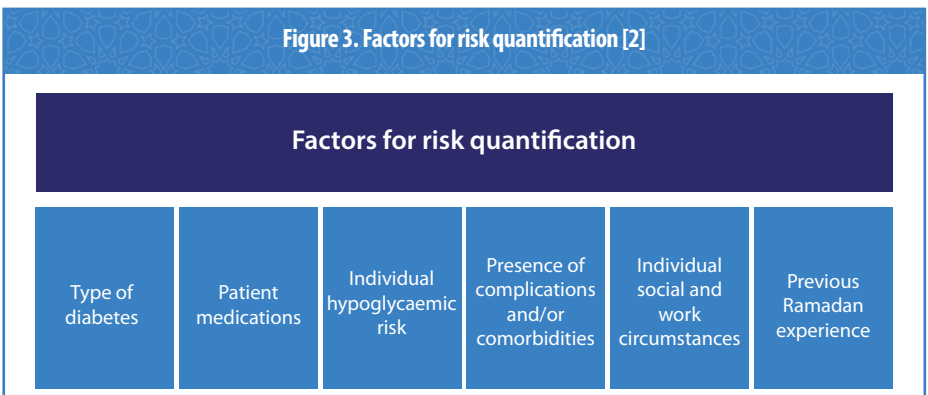 Figure 3. Factors for risk quantification [2]
Factors for risk quantification
Type of
diabetes
Patient
medications
Individual
hypoglycaemic
risk
Presence of
complications
and/or
comorbidities
Individual
social and
work
circumstances
Previous
Ramadan
experience